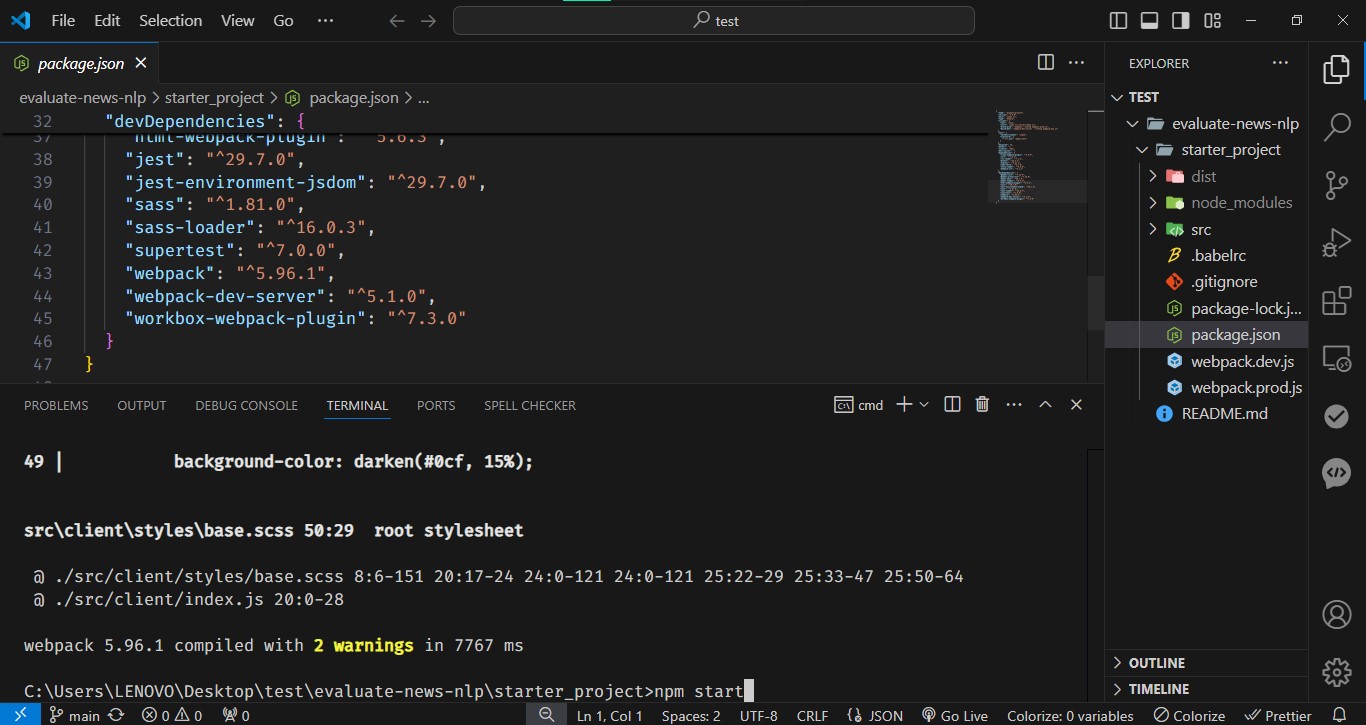 File Edit Selection View Go ···
test
package.json
evaluate-news-nlp > starter_project > package.json > ...
32 "devDependencies": {
37 "html-webpack-plugin": "^5.6.3",
38 "jest": "^29.7.0",
39 "jest-environment-jsdom": "^29.7.0",
40 "sass": "^1.81.0",
41 "sass-loader": "^16.0.3",
42 "supertest": "^7.0.0",
43 "webpack": "^5.96.1",
44 "webpack-dev-server": "^5.1.0",
45 "workbox-webpack-plugin": "^7.3.0"
46 }
47 }
EXPLORER
TEST
evaluate-news-nlp
starter_project
dist
node_modules
src
.babelrc
.gitignore
package-lock.j...
package.json
webpack.dev.js
webpack.prod.js
README.md
OUTLINE
TIMELINE
PROBLEMS OUTPUT DEBUG CONSOLE TERMINAL PORTS SPELL CHECKER
cmd
49 | background-color: darken(#0cf, 15%);
src\client\styles\base.scss 50:29 root stylesheet
@ ./src/client/styles/base.scss 8:6-151 20:17-24 24:0-121 24:0-121 25:22-29 25:33-47 25:50-64
@ ./src/client/index.js 20:0-28
webpack 5.96.1 compiled with 2 warnings in 7767 ms
C:\Users\LENOVO\Desktop\test\evaluate-news-nlp\starter_project>npm start
main 0 0 0 Ln 1, Col 1 Spaces: 2 UTF-8 CRLF {} JSON Go Live Colorize: 0 variables Colorize Prettier